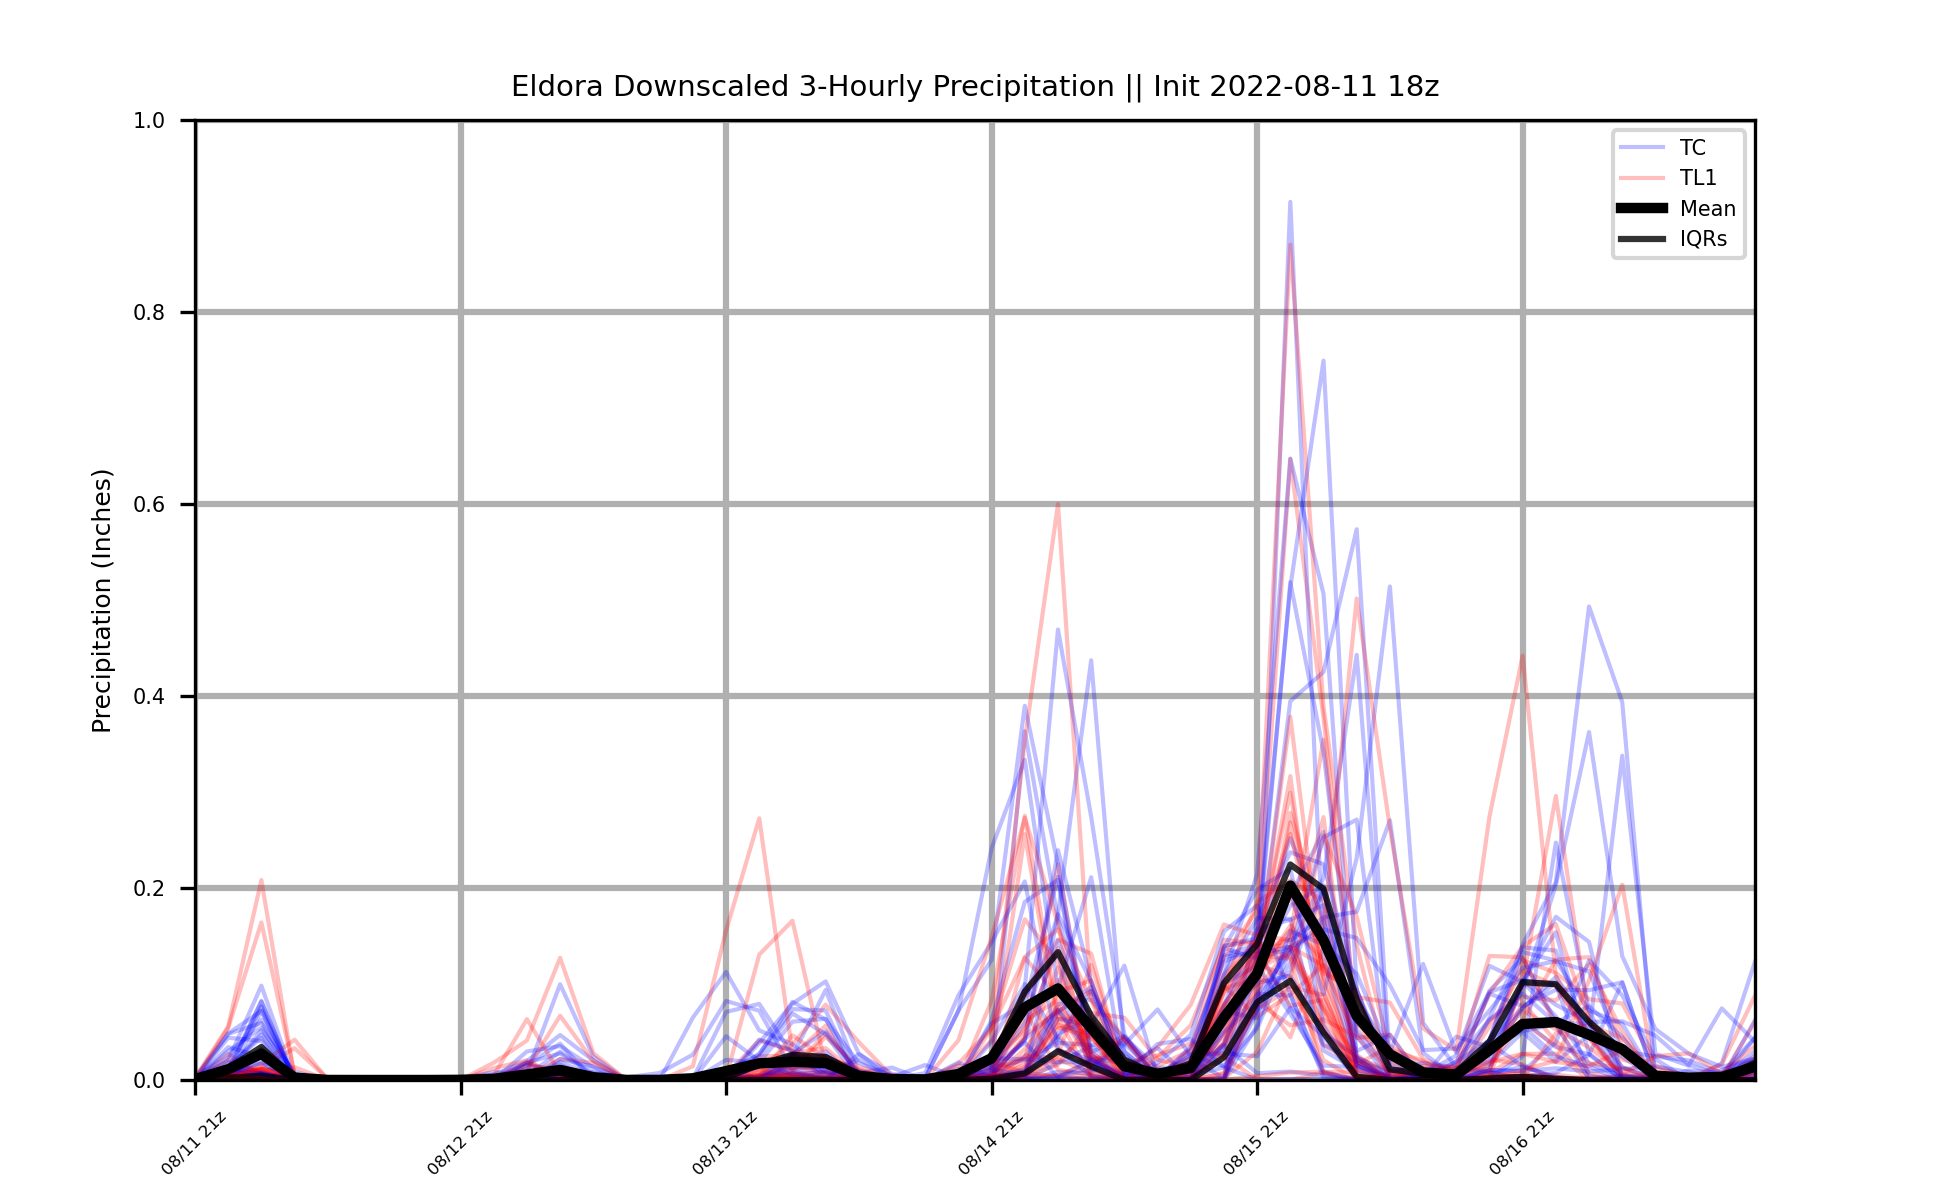 Eldora Downscaled 3-Hourly Precipitation || Init 2022-08-11 18z
1.0
0.8
0.6
0.4
0.2
0.0
Precipitation (Inches)
TC
TL1
Mean
IQRs
08/11 21z
08/12 21z
08/13 21z
08/14 21z
08/15 21z
08/16 21z